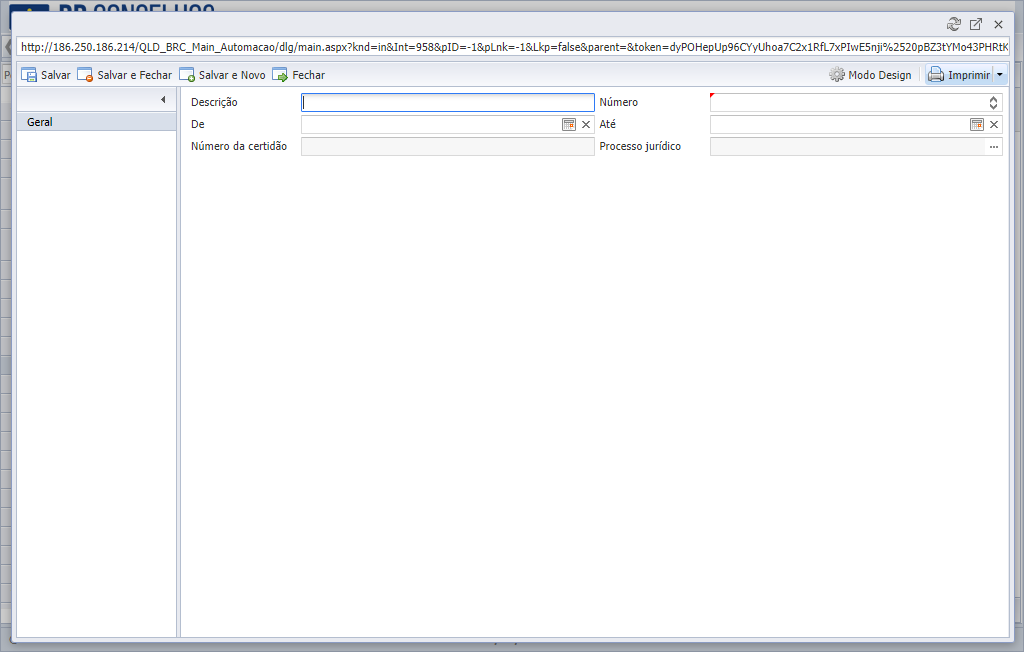 BR CONSELHOS
http://186.250.186.214/QLD_BRC_Main_Automacao/dlg/main.aspx?knd=in&Int=958&pID=-1&pLnk=-1&Lkp=false&parent=&token=dyPOHepUp96CYyUhoa7C2x1RfL7xPIwE5nji%2520pBZ3tYMo43PHRtK
Salvar Salvar e Fechar Salvar e Novo Fechar Modo Design Imprimir
Geral
Descrição Número
De Até
Número da certidão Processo jurídico